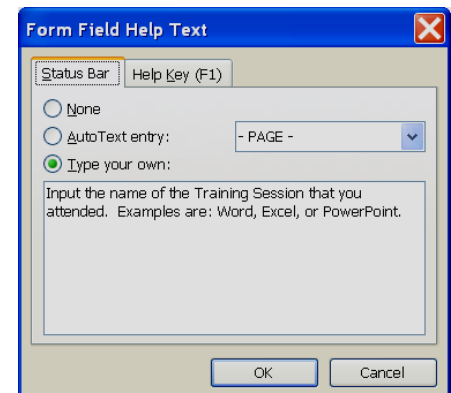 Form Field Help Text
Status Bar Help Key (F1)
None
AutoText entry: - PAGE -
Type your own:
Input the name of the Training Session that you
attended.  Examples are: Word, Excel, or PowerPoint.
OK Cancel